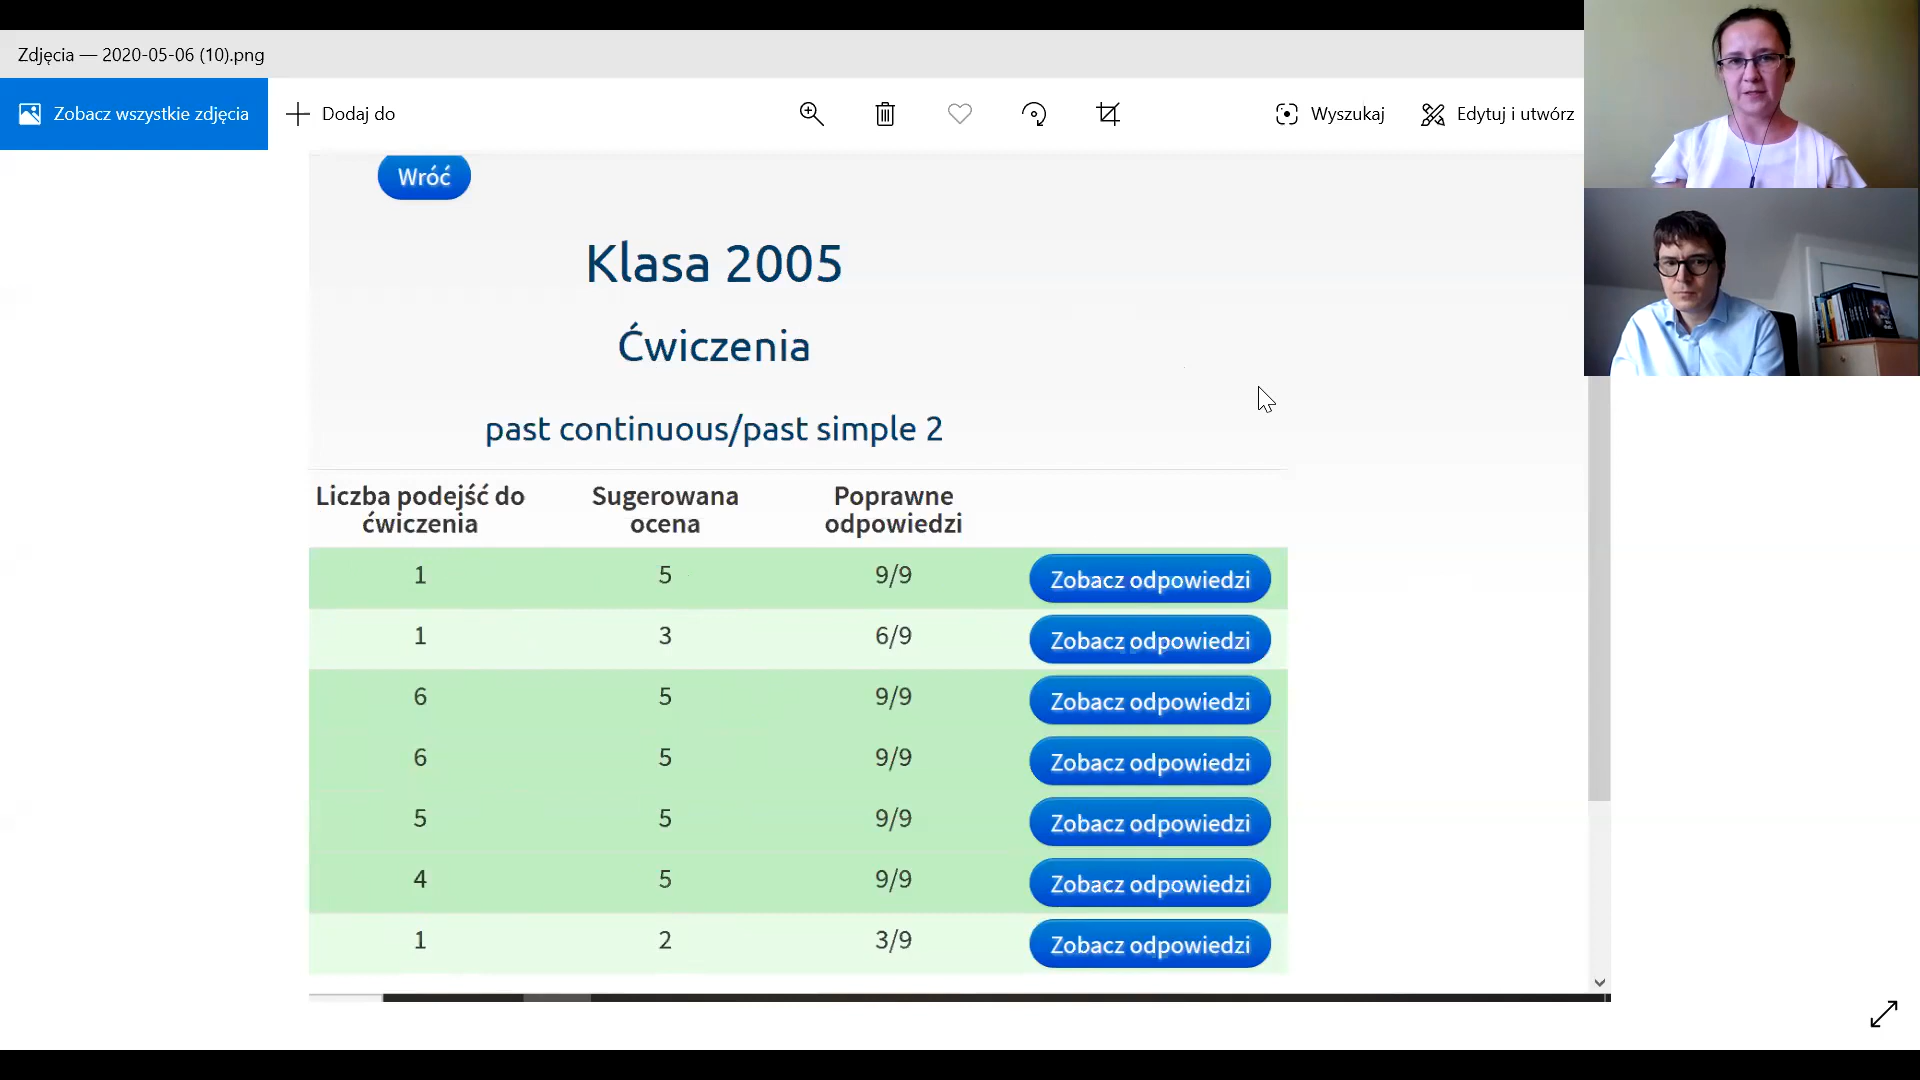 Zdjęcia — 2020-05-06 (10).png
Zobacz wszystkie zdjęcia
Dodaj do
Wyszukaj
Edytuj i utwórz
Wróć
Klasa 2005
Ćwiczenia
past continuous/past simple 2
Liczba podejść do ćwiczenia Sugerowana ocena Poprawne odpowiedzi
1 5 9/9 Zobacz odpowiedzi
1 3 6/9 Zobacz odpowiedzi
6 5 9/9 Zobacz odpowiedzi
6 5 9/9 Zobacz odpowiedzi
5 5 9/9 Zobacz odpowiedzi
4 5 9/9 Zobacz odpowiedzi
1 2 3/9 Zobacz odpowiedzi